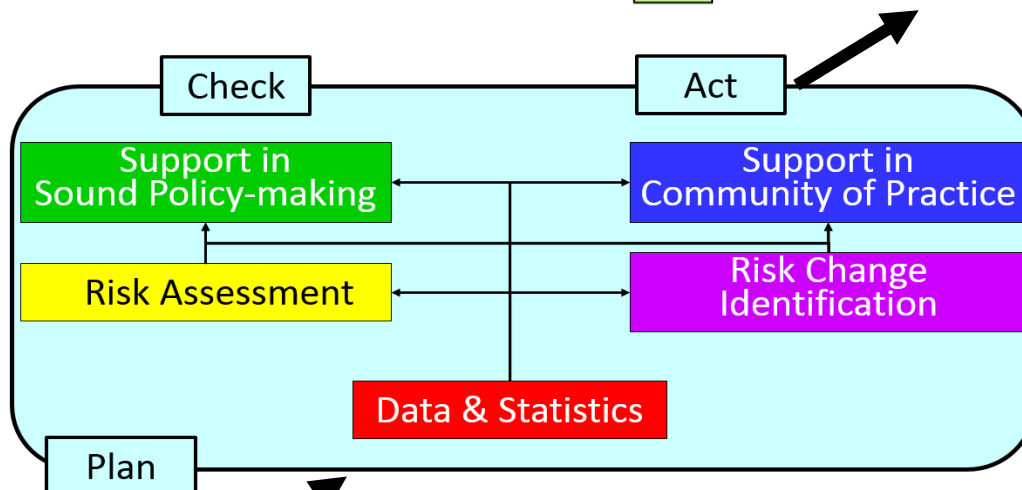 Check
Act
Support in
Sound Policy-making
Support in
Community of Practice
Risk Assessment
Risk Change
Identification
Data & Statistics
Plan